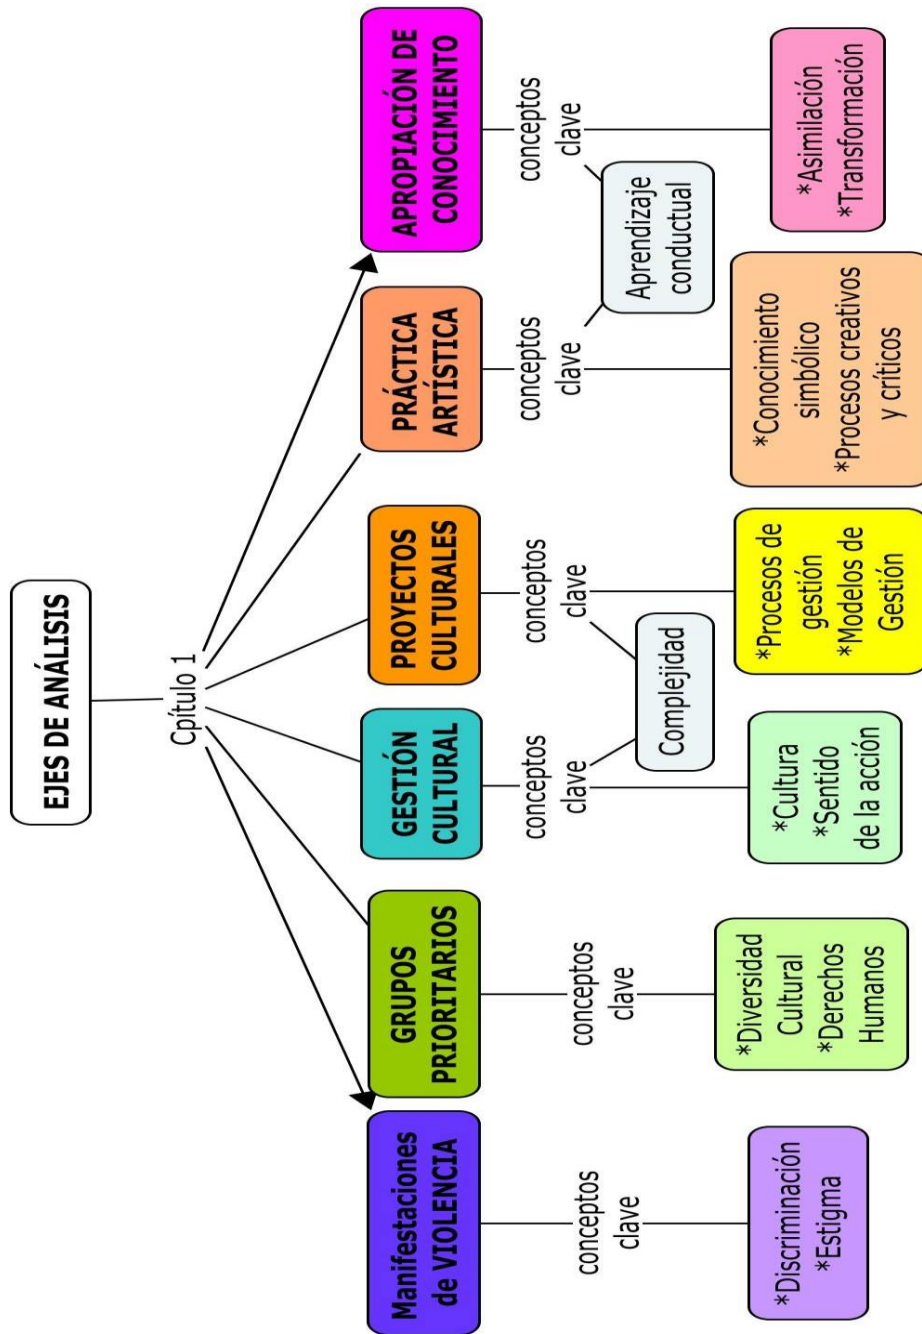 EJES DE ANÁLISIS
Cpítulo 1
Manifestaciones
de VIOLENCIA
GRUPOS
PRIORITARIOS
GESTIÓN
CULTURAL
PROYECTOS
CULTURALES
PRÁCTICA
ARTÍSTICA
APROPIACIÓN DE
CONOCIMIENTO
conceptos
clave
conceptos
clave
conceptos
clave
conceptos
clave
conceptos
clave
conceptos
clave
Complejidad
Aprendizaje
conductual
*Discriminación
*Estigma
*Diversidad
Cultural
*Derechos
Humanos
*Cultura
*Sentido
de la acción
*Procesos de
gestión
*Modelos de
Gestión
*Conocimiento
simbólico
*Procesos creativos
y críticos
*Asimilación
*Transformación